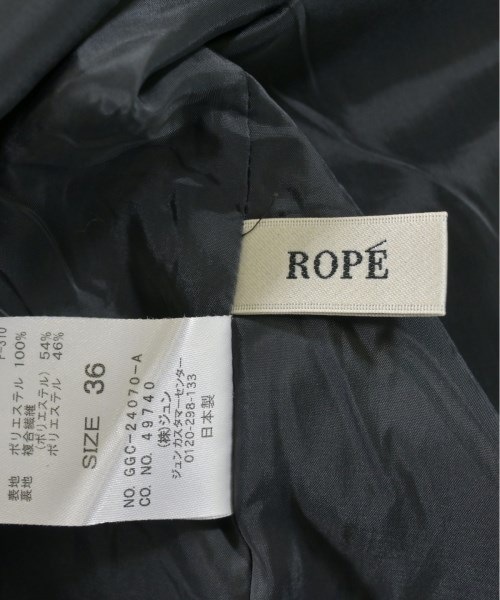 ROPÉ
P-310
表地 ポリエステル 100%
裏地 複合繊維 54%
(ポリエステル)
ポリエステル 46%
SIZE 36
NO. GGC-24070-A
CO. NO. 49740
(株)ジュン
ジュン カスタマーセンター
0120-298-133
日本製